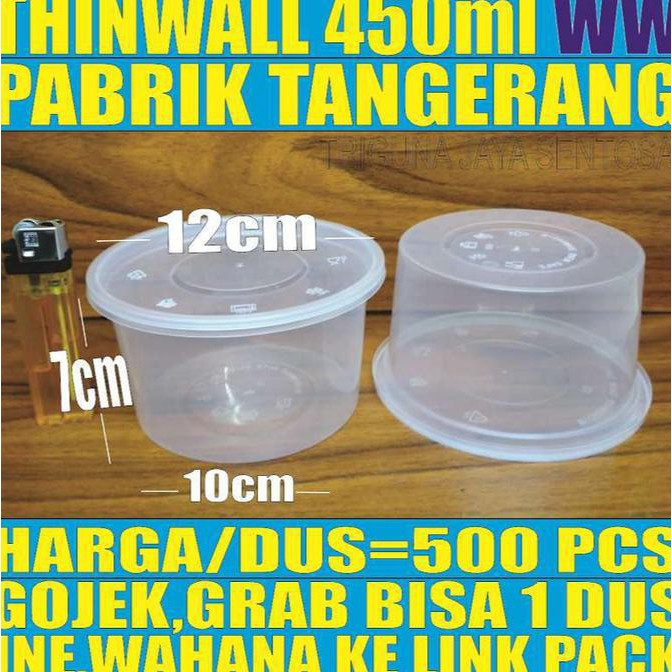 THINWALL 450ml WW
PABRIK TANGERANG
TRIGUNA JAYA SENTOSA
12cm
7cm
10cm
HARGA/DUS=500 PCS
GOJEK,GRAB BISA 1 DUS
NE,WAHANA KE LINK PACK